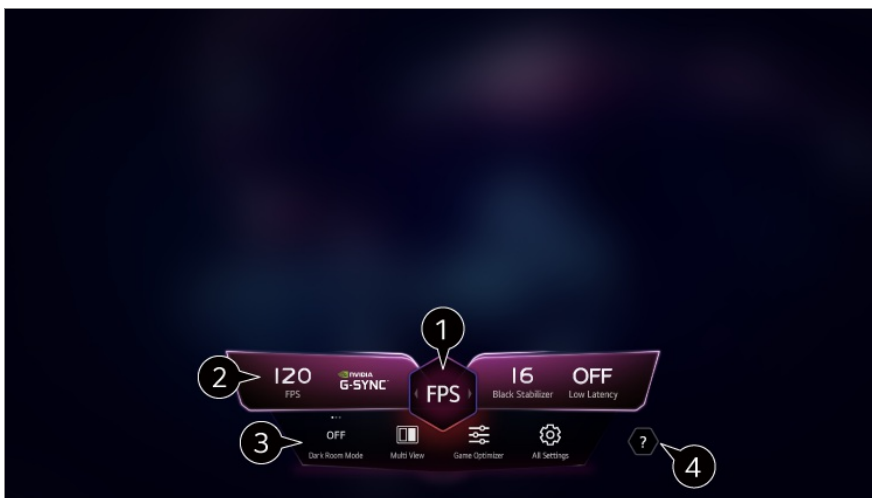 1
2
120
FPS
NVIDIA
G-SYNC
FPS
16
Black Stabilizer
OFF
Low Latency
3
OFF
Dark Room Mode
Multi View
Game Optimizer
All Settings
?
4